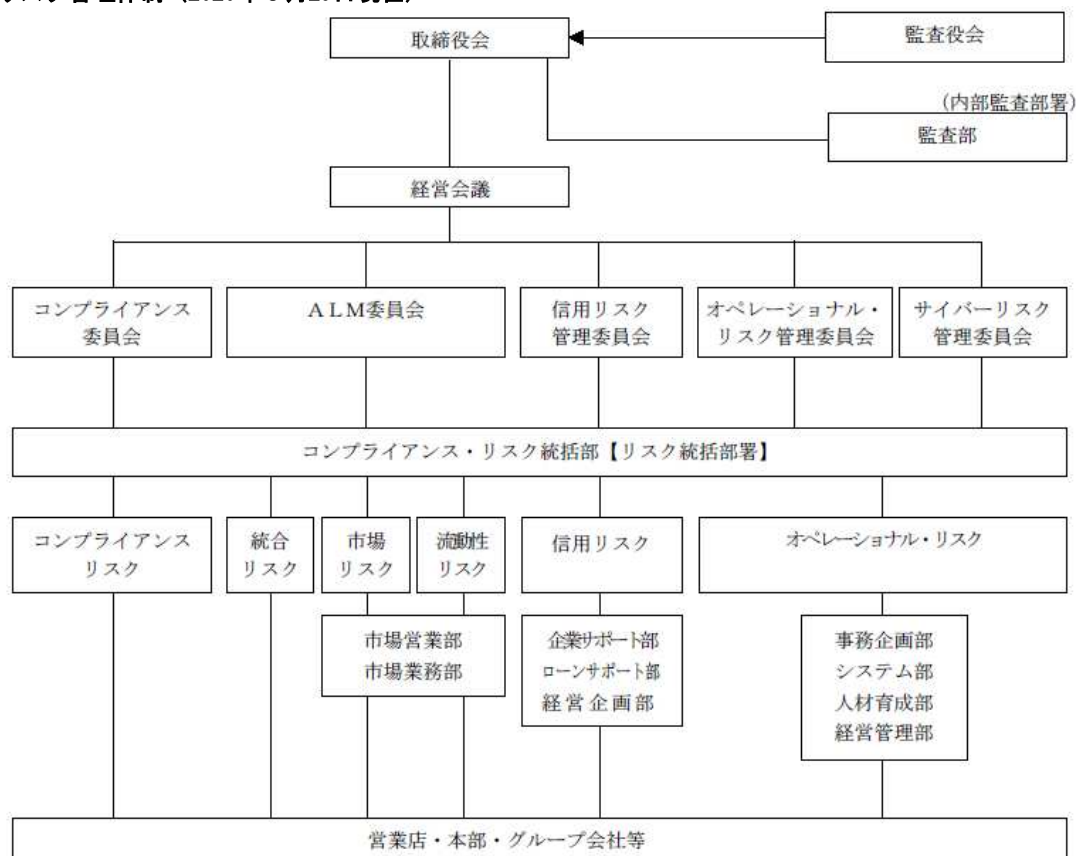 取締役会
監査役会
(内部監査部署)
監査部
経営会議
コンプライアンス
委員会
ALM委員会
信用リスク
管理委員会
オペレーショナル・
リスク管理委員会
サイバーリスク
管理委員会
コンプライアンス・リスク統括部【リスク統括部署】
コンプライアンス
リスク
統合
リスク
市場
リスク
流動性
リスク
信用リスク
オペレーショナル・リスク
市場営業部
市場業務部
企業サポート部
ローンサポート部
経営企画部
事務企画部
システム部
人材育成部
経営管理部
営業店・本部・グループ会社等